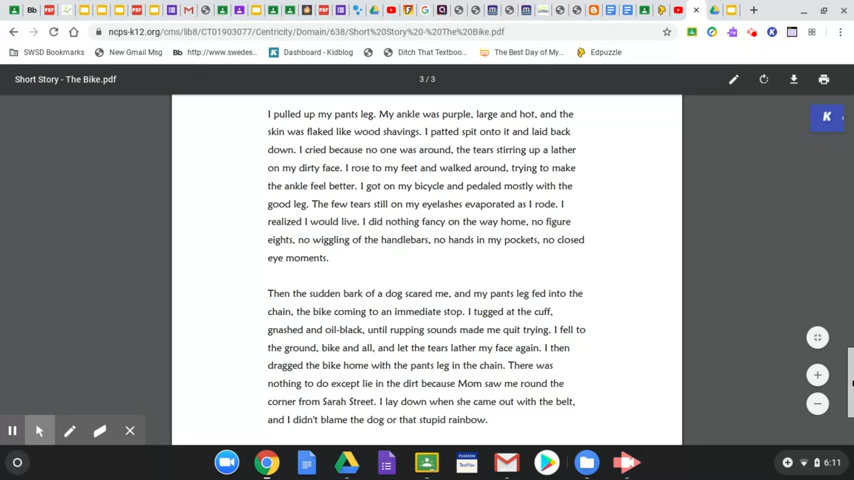 ncps-k12.org/cms/lib8/CT01903077/Centricity/Domain/638/Short%20Story%20-%20The%20Bike.pdf
SWSD Bookmarks
New Gmail Msg
Bb http://www.swedes...
Dashboard - Kidblog
Ditch That Textboo...
The Best Day of My...
Edpuzzle
Short Story - The Bike.pdf
3 / 3
K
I pulled up my pants leg. My ankle was purple, large and hot, and the
skin was flaked like wood shavings. I patted spit onto it and laid back
down. I cried because no one was around, the tears stirring up a lather
on my dirty face. I rose to my feet and walked around, trying to make
the ankle feel better. I got on my bicycle and pedaled mostly with the
good leg. The few tears still on my eyelashes evaporated as I rode. I
realized I would live. I did nothing fancy on the way home, no figure
eights, no wiggling of the handlebars, no hands in my pockets, no closed
eye moments.
Then the sudden bark of a dog scared me, and my pants leg fed into the
chain, the bike coming to an immediate stop. I tugged at the cuff,
gnashed and oil-black, until rupping sounds made me quit trying. I fell to
the ground, bike and all, and let the tears lather my face again. I then
dragged the bike home with the pants leg in the chain. There was
nothing to do except lie in the dirt because Mom saw me round the
corner from Sarah Street. I lay down when she came out with the belt,
and I didn't blame the dog or that stupid rainbow.
6:11